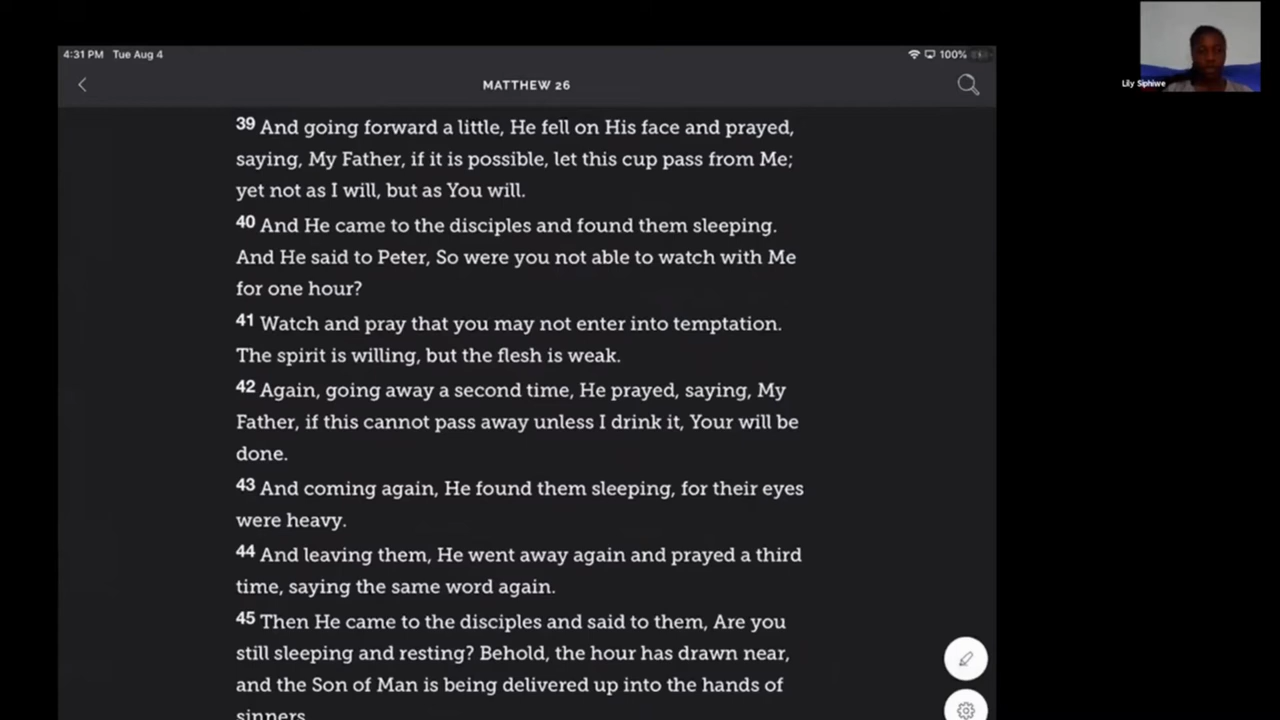 4:31 PM Tue Aug 4
100%
MATTHEW 26
Lily Siphiwe
39 And going forward a little, He fell on His face and prayed,
saying, My Father, if it is possible, let this cup pass from Me;
yet not as I will, but as You will.
40 And He came to the disciples and found them sleeping.
And He said to Peter, So were you not able to watch with Me
for one hour?
41 Watch and pray that you may not enter into temptation.
The spirit is willing, but the flesh is weak.
42 Again, going away a second time, He prayed, saying, My
Father, if this cannot pass away unless I drink it, Your will be
done.
43 And coming again, He found them sleeping, for their eyes
were heavy.
44 And leaving them, He went away again and prayed a third
time, saying the same word again.
45 Then He came to the disciples and said to them, Are you
still sleeping and resting? Behold, the hour has drawn near,
and the Son of Man is being delivered up into the hands of
sinners